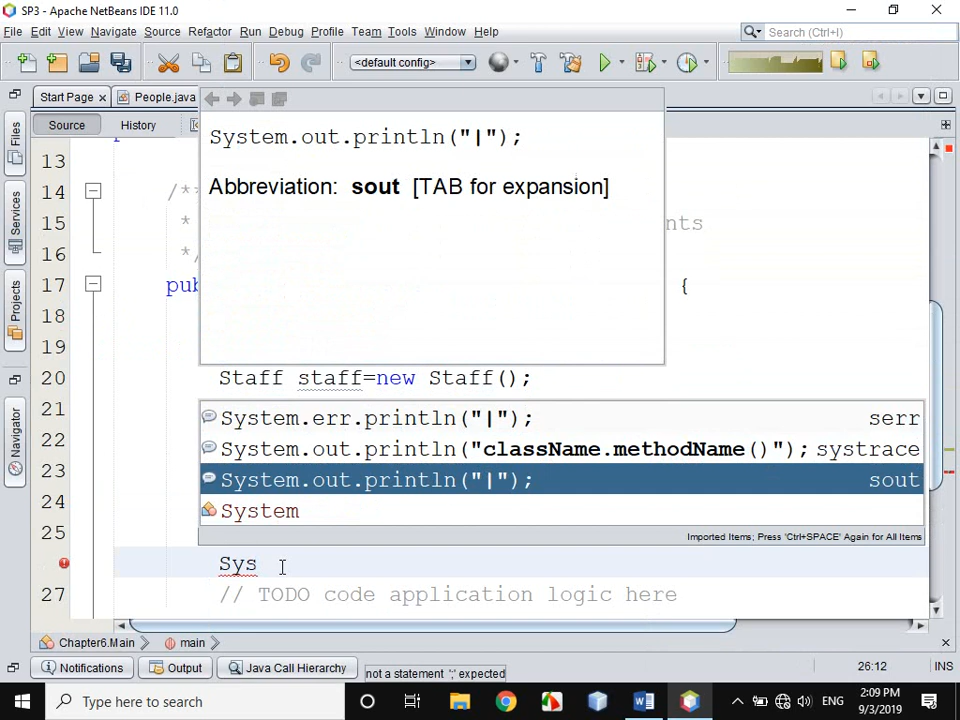 SP3 - Apache NetBeans IDE 11.0
File Edit View Navigate Source Refactor Run Debug Profile Team Tools Window Help
Search (Ctrl+I)
<default config>
Start Page
People.java
Source
History
System.out.println("|");
Abbreviation: sout [TAB for expansion]
Files
Services
Projects
Navigator
13
14 /**
15 * nts
16 */
17 pub {
18
19
20 Staff staff=new Staff();
21
22
23
24
25
System.err.println("|"); serr
System.out.println("className.methodName()"); systrace
System.out.println("|"); sout
System
Imported Items; Press 'Ctrl+SPACE' Again for All Items
Sys
27 // TODO code application logic here
Chapter6.Main
main
Notifications
Output
Java Call Hierarchy
not a statement ';' expected
26:12
INS
Type here to search
ENG
2:09 PM
9/3/2019